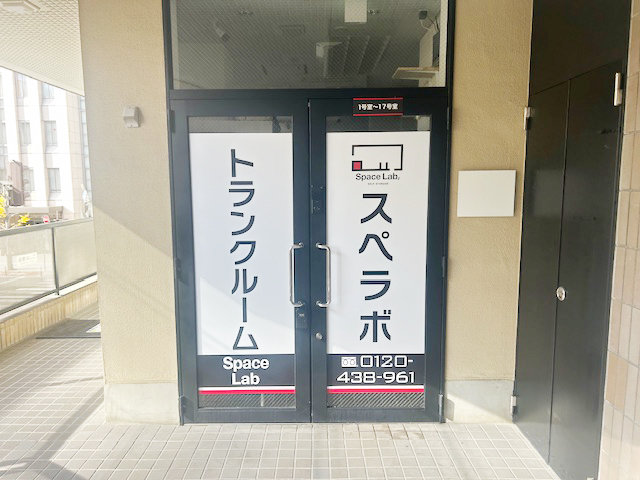 1号室～17号室
トランクルーム
Space
Lab
Space Lab.
スペラボ
0120-
438-961